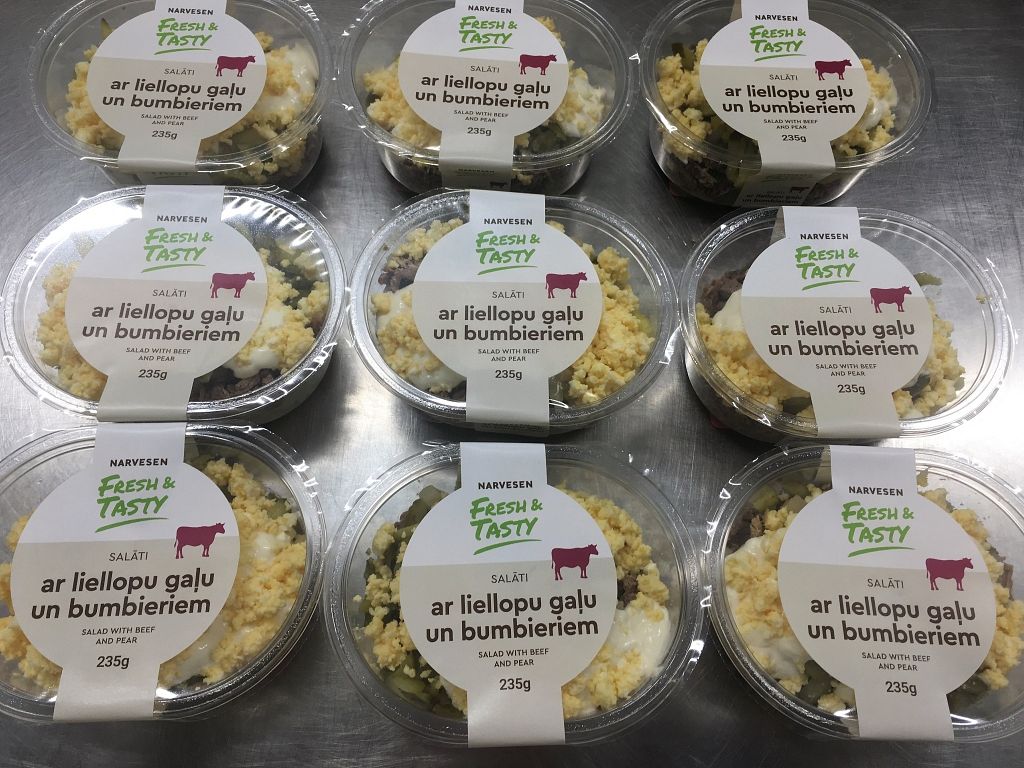 NARVESEN
FRESH &
TASTY
SALĀTI
ar liellopu gaļu
un bumbieriem
SALAD WITH BEEF
AND PEAR
235g
NARVESEN
FRESH &
TASTY
SALĀTI
ar liellopu gaļu
un bumbieriem
SALAD WITH BEEF
AND PEAR
235g
NARVESEN
FRESH &
TASTY
SALĀTI
ar liellopu gaļu
un bumbieriem
SALAD WITH BEEF
AND PEAR
235g
NARVESEN
FRESH &
TASTY
SALĀTI
ar liellopu gaļu
un bumbieriem
SALAD WITH BEEF
AND PEAR
235g
NARVESEN
FRESH &
TASTY
SALĀTI
ar liellopu gaļu
un bumbieriem
SALAD WITH BEEF
AND PEAR
235g
NARVESEN
FRESH &
TASTY
SALĀTI
ar liellopu gaļu
un bumbieriem
SALAD WITH BEEF
AND PEAR
235g
NARVESEN
FRESH &
TASTY
SALĀTI
ar liellopu gaļu
un bumbieriem
SALAD WITH BEEF
AND PEAR
235g
NARVESEN
FRESH &
TASTY
SALĀTI
ar liellopu gaļu
un bumbieriem
SALAD WITH BEEF
AND PEAR
235g
NARVESEN
FRESH &
TASTY
SALĀTI
ar liellopu gaļu
un bumbieriem
SALAD WITH BEEF
AND PEAR
235g